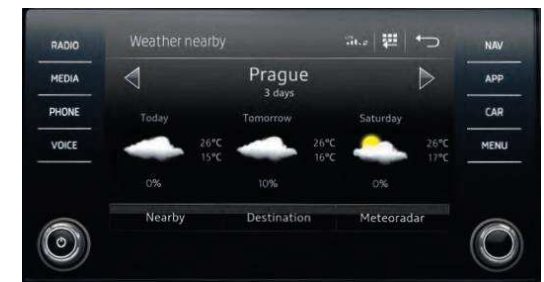 RADIO
MEDIA
PHONE
VOICE
Weather nearby
Prague
3 days
Today
Tomorrow
Saturday
26°C
15°C
26°C
16°C
26°C
17°C
0%
10%
0%
Nearby
Destination
Meteoradar
NAV
APP
CAR
MENU